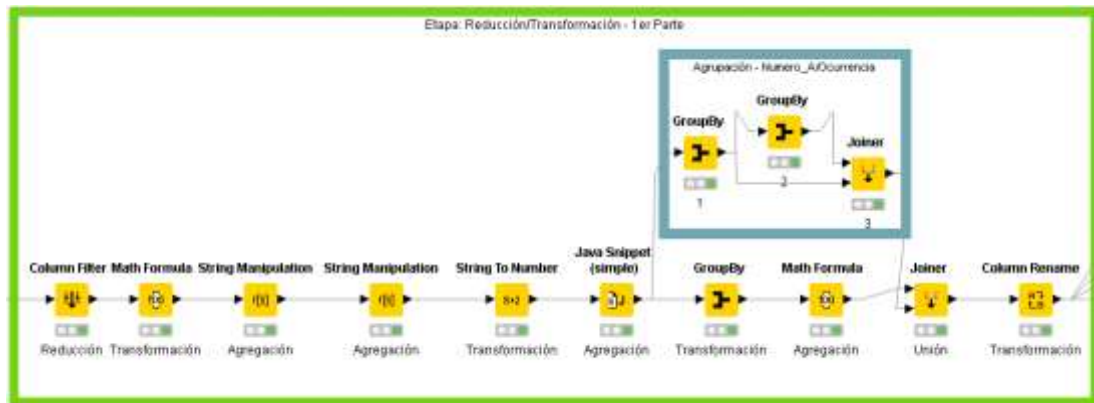 Etapa: Reducción/Transformación - 1er Parte
Agrupación - Numero_A/Ocurrencia
GroupBy
GroupBy
Joiner
1
2
3
Column Filter Math Formula String Manipulation String Manipulation String To Number Java Snippet (simple) GroupBy Math Formula Joiner Column Rename
Reducción Transformación Agregación Agregación Transformación Agregación Transformación Agregación Unión Transformación